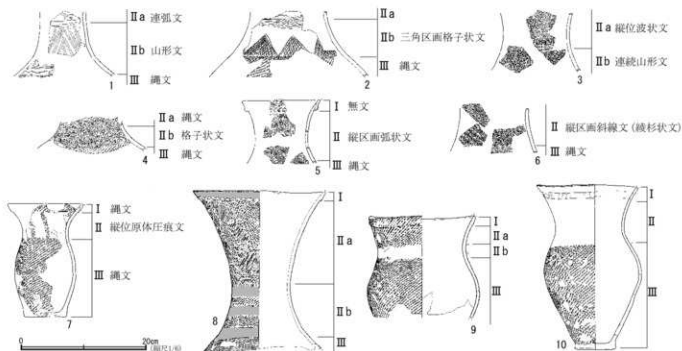 Ⅱa 連弧文
Ⅱb 山形文
Ⅲ 縄文
1
Ⅱa
Ⅱb 三角区画格子状文
Ⅲ 縄文
2
Ⅱa 縦位波状文
Ⅱb 連続山形文
3
Ⅱa 縄文
Ⅱb 格子状文
Ⅲ 縄文
4
Ⅰ 無文
Ⅱ 縦区画弧状文
Ⅲ 縄文
5
Ⅱ 縦区画斜線文(綾杉状文)
Ⅲ 縄文
6
Ⅰ 縄文
Ⅱ 縦位原体圧痕文
Ⅲ 縄文
7
Ⅰ
Ⅱa
Ⅱb
Ⅲ
8
Ⅰ
Ⅱa
Ⅱb
Ⅲ
9
Ⅰ
Ⅱ
Ⅲ
10
0 20cm